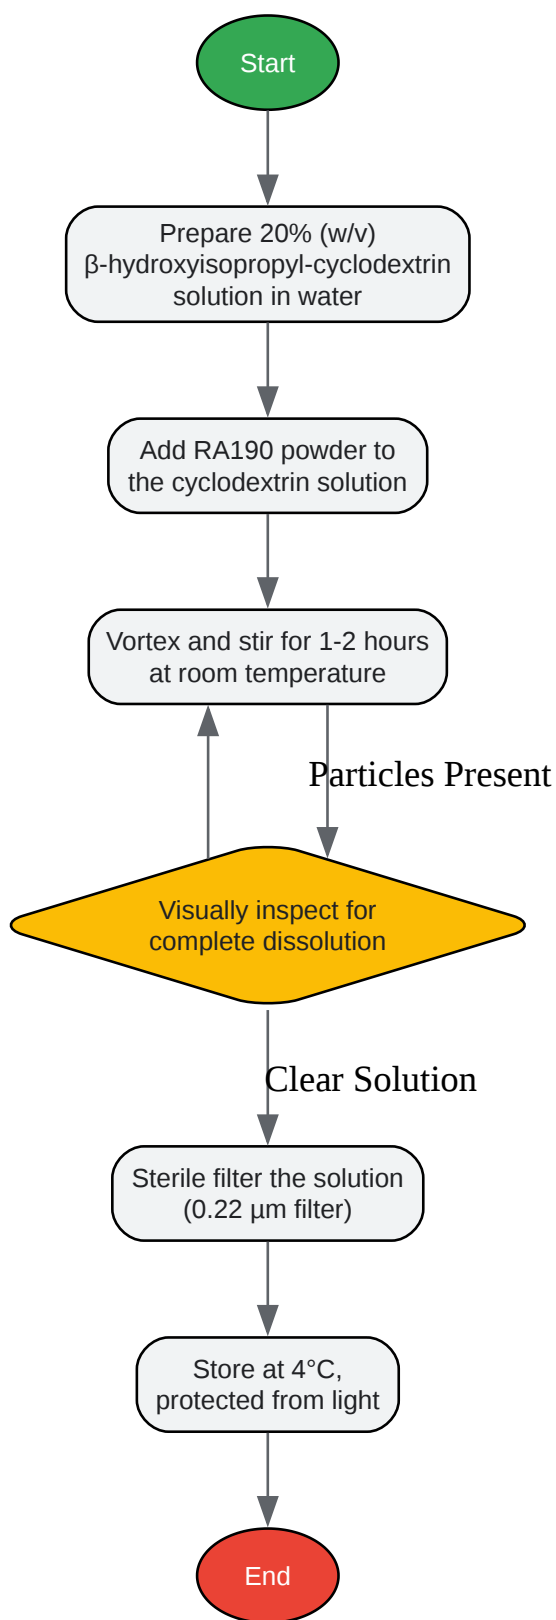 Start
Prepare 20% (w/v)
β-hydroxyisopropyl-cyclodextrin
solution in water
Add RA190 powder to
the cyclodextrin solution
Vortex and stir for 1-2 hours
at room temperature
Particles Present
Visually inspect for
complete dissolution
Clear Solution
Sterile filter the solution
(0.22 µm filter)
Store at 4°C,
protected from light
End